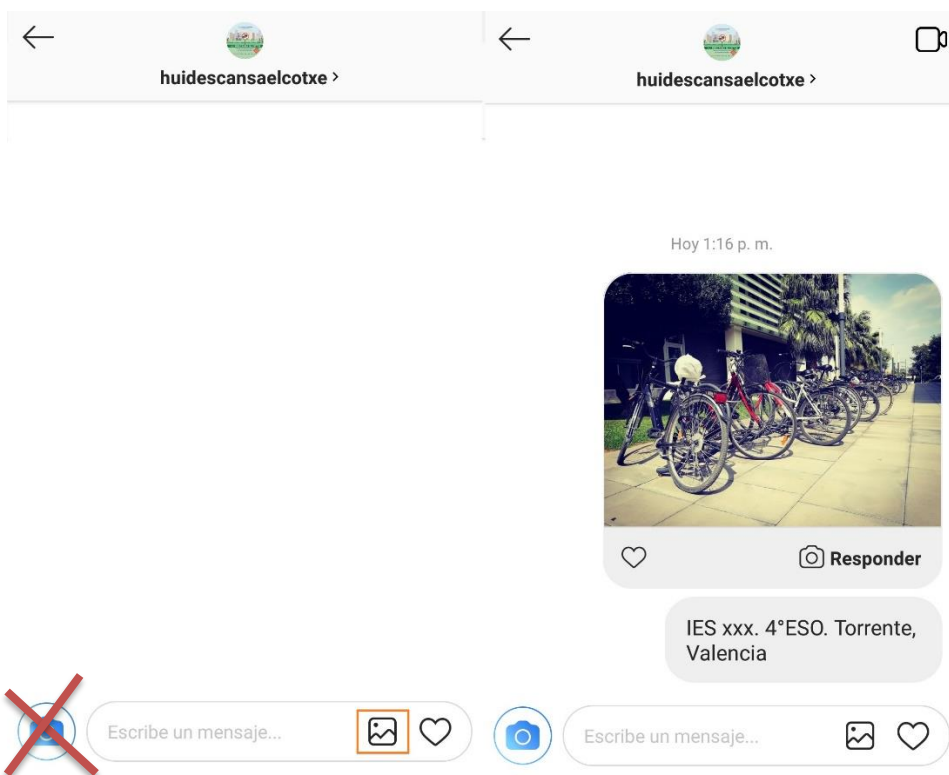 huidescansaelcotxe >
Escribe un mensaje...
huidescansaelcotxe >
Hoy 1:16 p. m.
Responder
IES xxx. 4°ESO. Torrente,
Valencia
Escribe un mensaje...